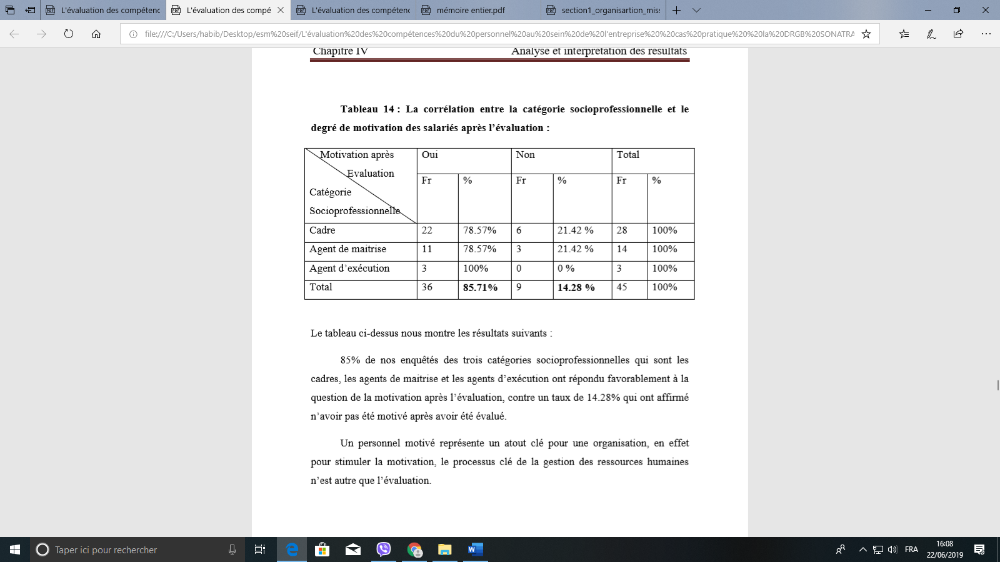 L'évaluation des compétenc
L'évaluation des compé
L'évaluation des compétenc
mémoire entier.pdf
section1_organisartion_mis
file:///C:/Users/habib/Desktop/esm%20seif/L'évaluation%20des%20compétences%20du%20personnel%20au%20sein%20de%20l'entreprise%20%20cas%20pratique%20%20la%20DRGB%20SONATRA
Chapitre IV Analyse et interprétation des résultats
Tableau 14 : La corrélation entre la catégorie socioprofessionnelle et le
degré de motivation des salariés après l’évaluation :
Motivation après Oui Non Total
Evaluation
Catégorie
Socioprofessionnelle
Fr % Fr % Fr %
Cadre 22 78.57% 6 21.42 % 28 100%
Agent de maitrise 11 78.57% 3 21.42 % 14 100%
Agent d’exécution 3 100% 0 0 % 3 100%
Total 36 85.71% 9 14.28 % 45 100%
Le tableau ci-dessus nous montre les résultats suivants :
85% de nos enquêtés des trois catégories socioprofessionnelles qui sont les
cadres, les agents de maitrise et les agents d’exécution ont répondu favorablement à la
question de la motivation après l’évaluation, contre un taux de 14.28% qui ont affirmé
n’avoir pas été motivé après avoir été évalué.
Un personnel motivé représente un atout clé pour une organisation, en effet
pour stimuler la motivation, le processus clé de la gestion des ressources humaines
n’est autre que l’évaluation.
Taper ici pour rechercher
FRA
16:08
22/06/2019